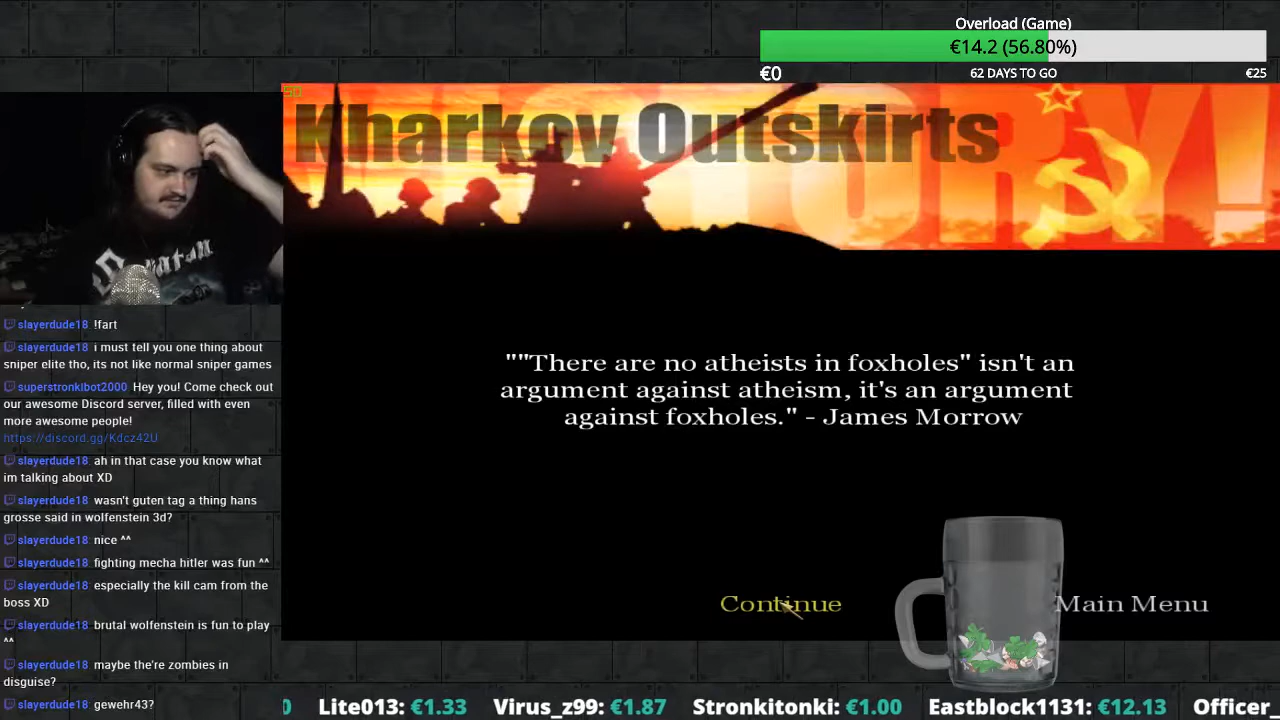 Overload (Game)
€14.2 (56.80%)
€0
62 DAYS TO GO
€25
Kharkov Outskirts
slayerdude18 !fart
slayerdude18 i must tell you one thing about
sniper elite tho, its not like normal sniper games
superstronkibot2000 Hey you! Come check out
our awesome Discord server, filled with even
more awesome people!
https://discord.gg/Kdcz42U
slayerdude18 ah in that case you know what
im talking about XD
slayerdude18 wasn't guten tag a thing hans
grosse said in wolfenstein 3d?
slayerdude18 nice ^^
slayerdude18 fighting mecha hitler was fun ^^
slayerdude18 especially the kill cam from the
boss XD
slayerdude18 brutal wolfenstein is fun to play
^^
slayerdude18 maybe the're zombies in
disguise?
slayerdude18 gewehr43?
""There are no atheists in foxholes" isn't an
argument against atheism, it's an argument
against foxholes." - James Morrow
Continue
Main Menu
0 Lite013: €1.33 Virus_z99: €1.87 Stronkitonki: €1.00 Eastblock1131: €12.13 Officer_